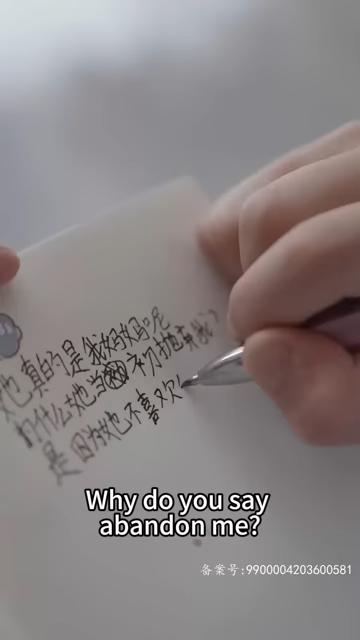 她真的是我妈妈呢
为什么她当初抛弃我?
是因为她不喜欢
Why do you say
abandon me?
备案号:9900004203600581